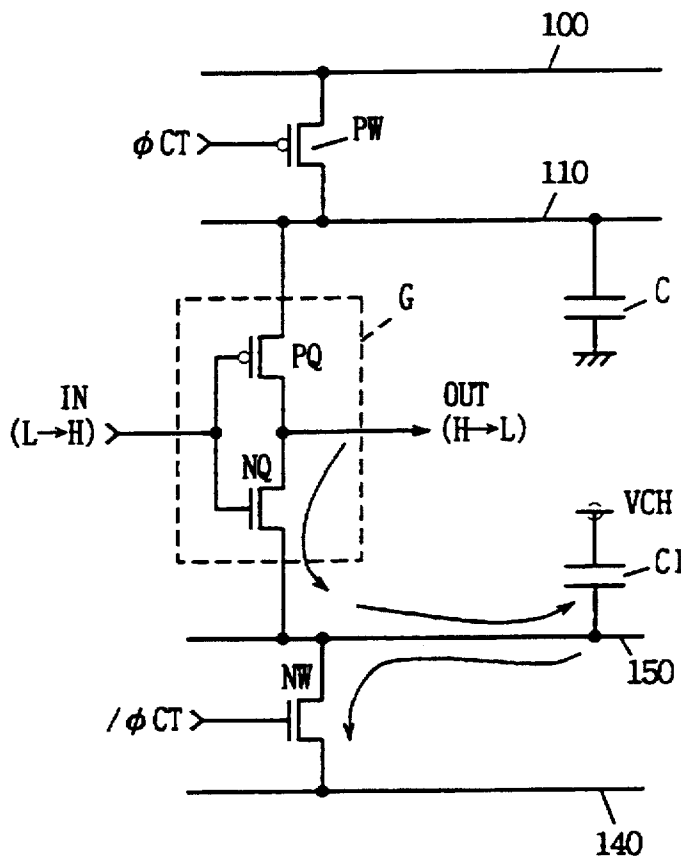 100
φCT
PW
110
C
G
PQ
IN
(L→H)
OUT
(H→L)
NQ
VCH
C1
150
NW
/φCT
140